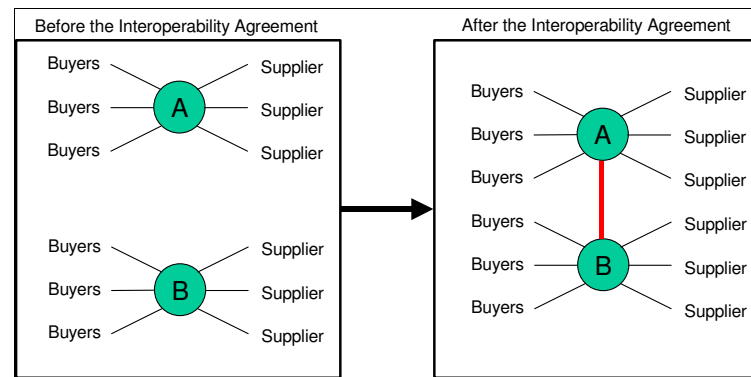 Before the Interoperability Agreement
Buyers
Supplier
Buyers
A
Supplier
Buyers
Supplier
Buyers
Supplier
Buyers
B
Supplier
Buyers
Supplier
After the Interoperability Agreement
Buyers
Supplier
Buyers
A
Supplier
Buyers
Supplier
Buyers
Supplier
Buyers
B
Supplier
Buyers
Supplier